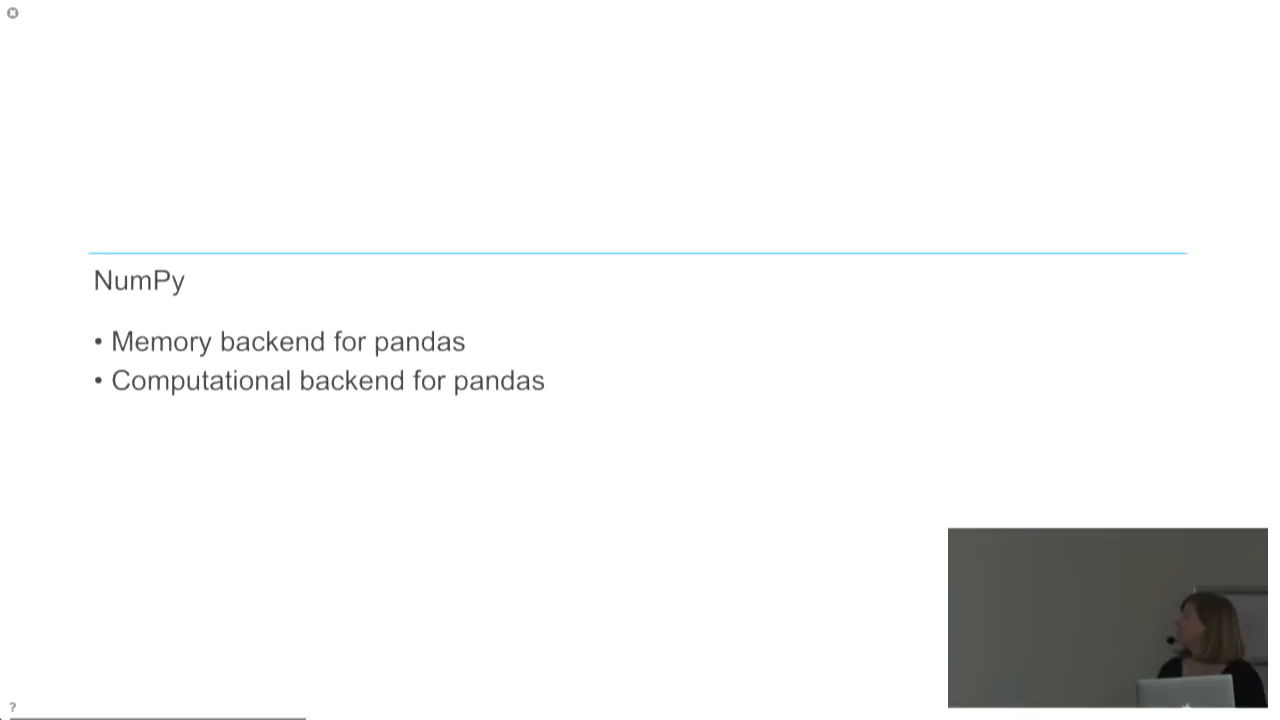 NumPy
• Memory backend for pandas
• Computational backend for pandas
?